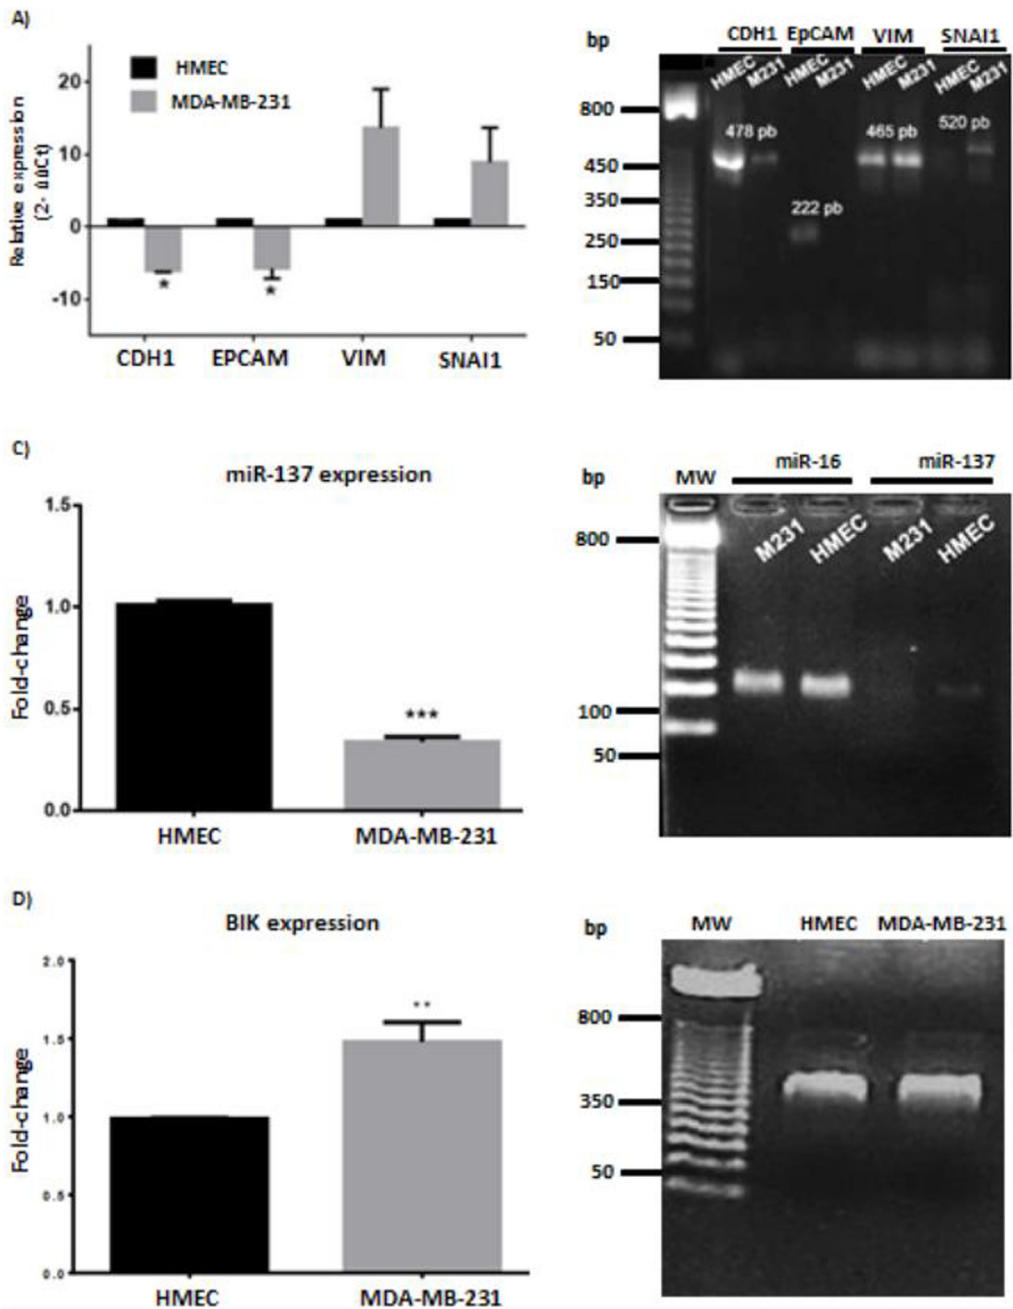 A)
HMEC
MDA-MB-231
Relative expression
20
10
0
-10
CDH1 EPCAM VIM SNAI1
bp
CDH1 EpCAM VIM SNAI1
HMEC M231 HMEC M231 HMEC M231 HMEC M231
800
450
350
250
150
50
478 pb
465 pb
520 pb
222 pb
C)
miR-137 expression
Fold-change
1.5
1.0
0.5
0.0
*
*
***
HMEC MDA-MB-231
bp
MW
miR-16 miR-137
M231 HMEC M231 HMEC
800
100
50
D)
BIK expression
Fold-change
2.0
1.5
1.0
0.5
0.0
**
HMEC MDA-MB-231
bp
MW HMEC MDA-MB-231
800
350
50